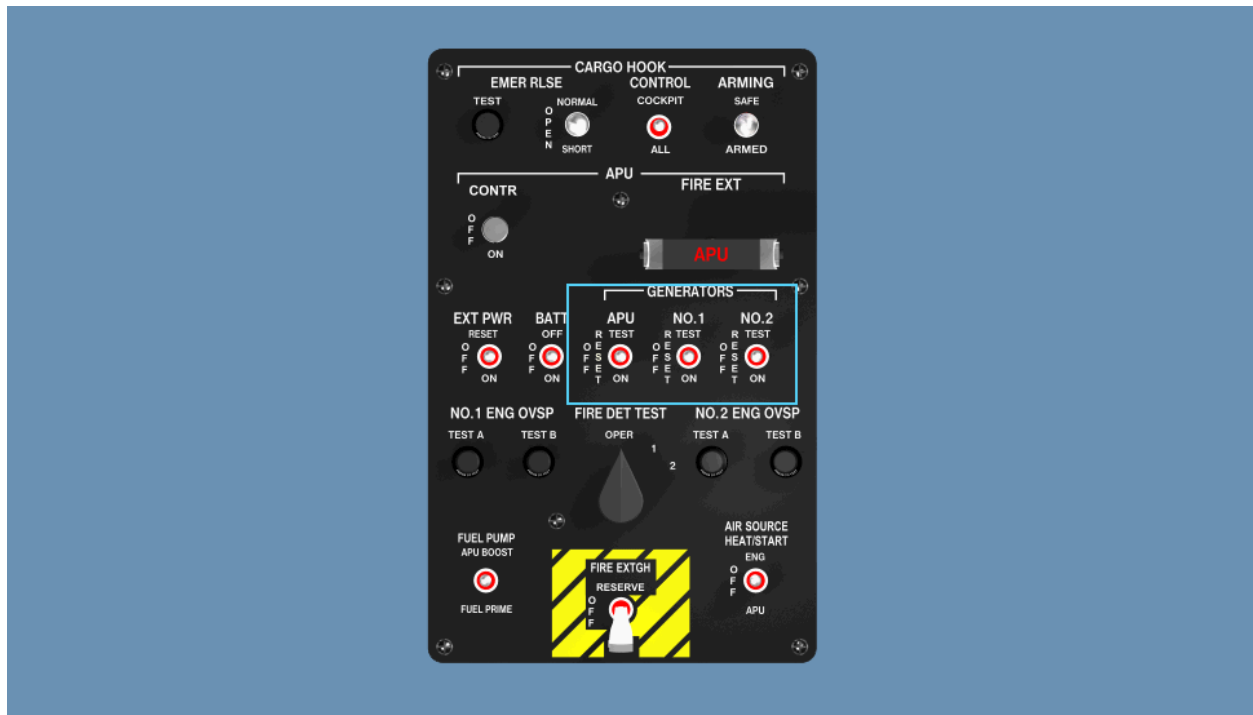 CARGO HOOK
EMER RLSE CONTROL ARMING
TEST NORMAL COCKPIT SAFE
OPEN
SHORT ALL ARMED
APU
CONTR FIRE EXT
OFF
ON
APU
GENERATORS
EXT PWR BATT APU NO.1 NO.2
RESET OFF TEST TEST TEST
OFF OFF OFF RESET OFF RESET OFF RESET
ON ON ON ON ON
NO.1 ENG OVSP FIRE DET TEST NO.2 ENG OVSP
TEST A TEST B OPER TEST A TEST B
1
2
FUEL PUMP AIR SOURCE
APU BOOST HEAT/START
ENG
FIRE EXTGH OFF
RESERVE
OFF
FUEL PRIME APU